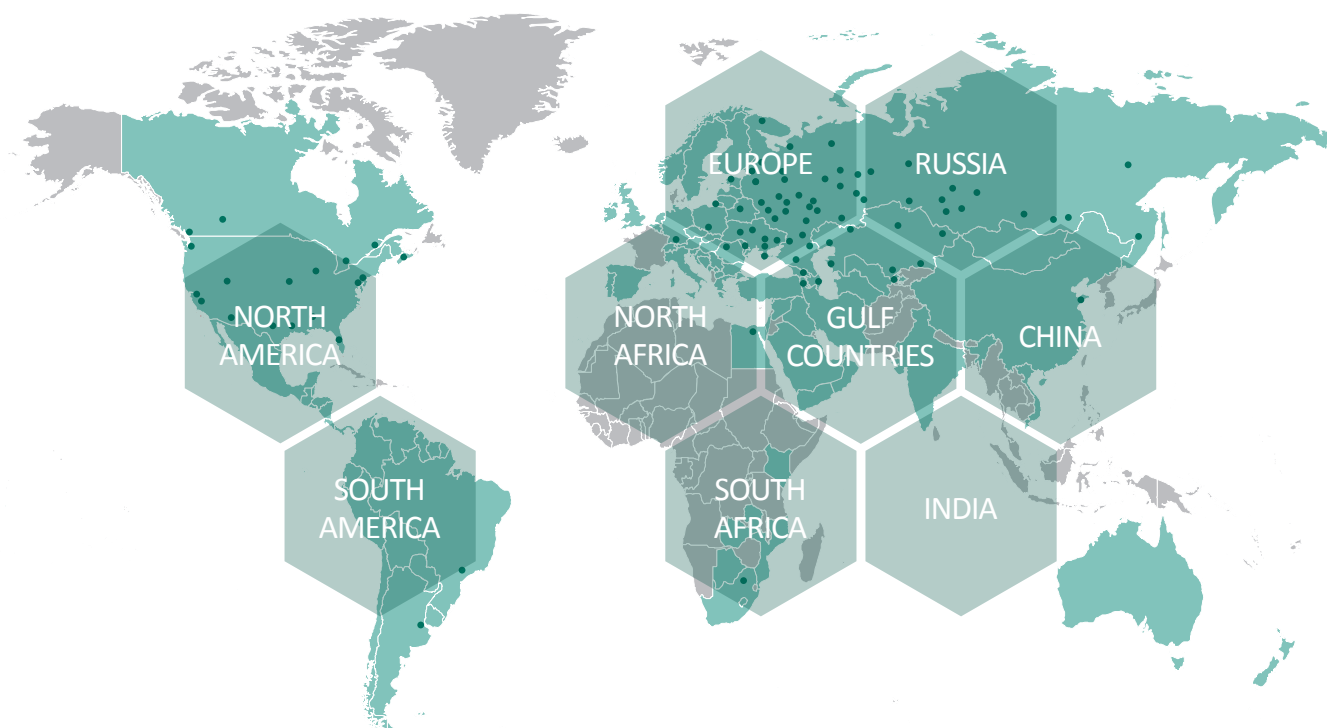 EUROPE
RUSSIA
NORTH
AMERICA
NORTH
AFRICA
GULF
COUNTRIES
CHINA
SOUTH
AMERICA
SOUTH
AFRICA
INDIA